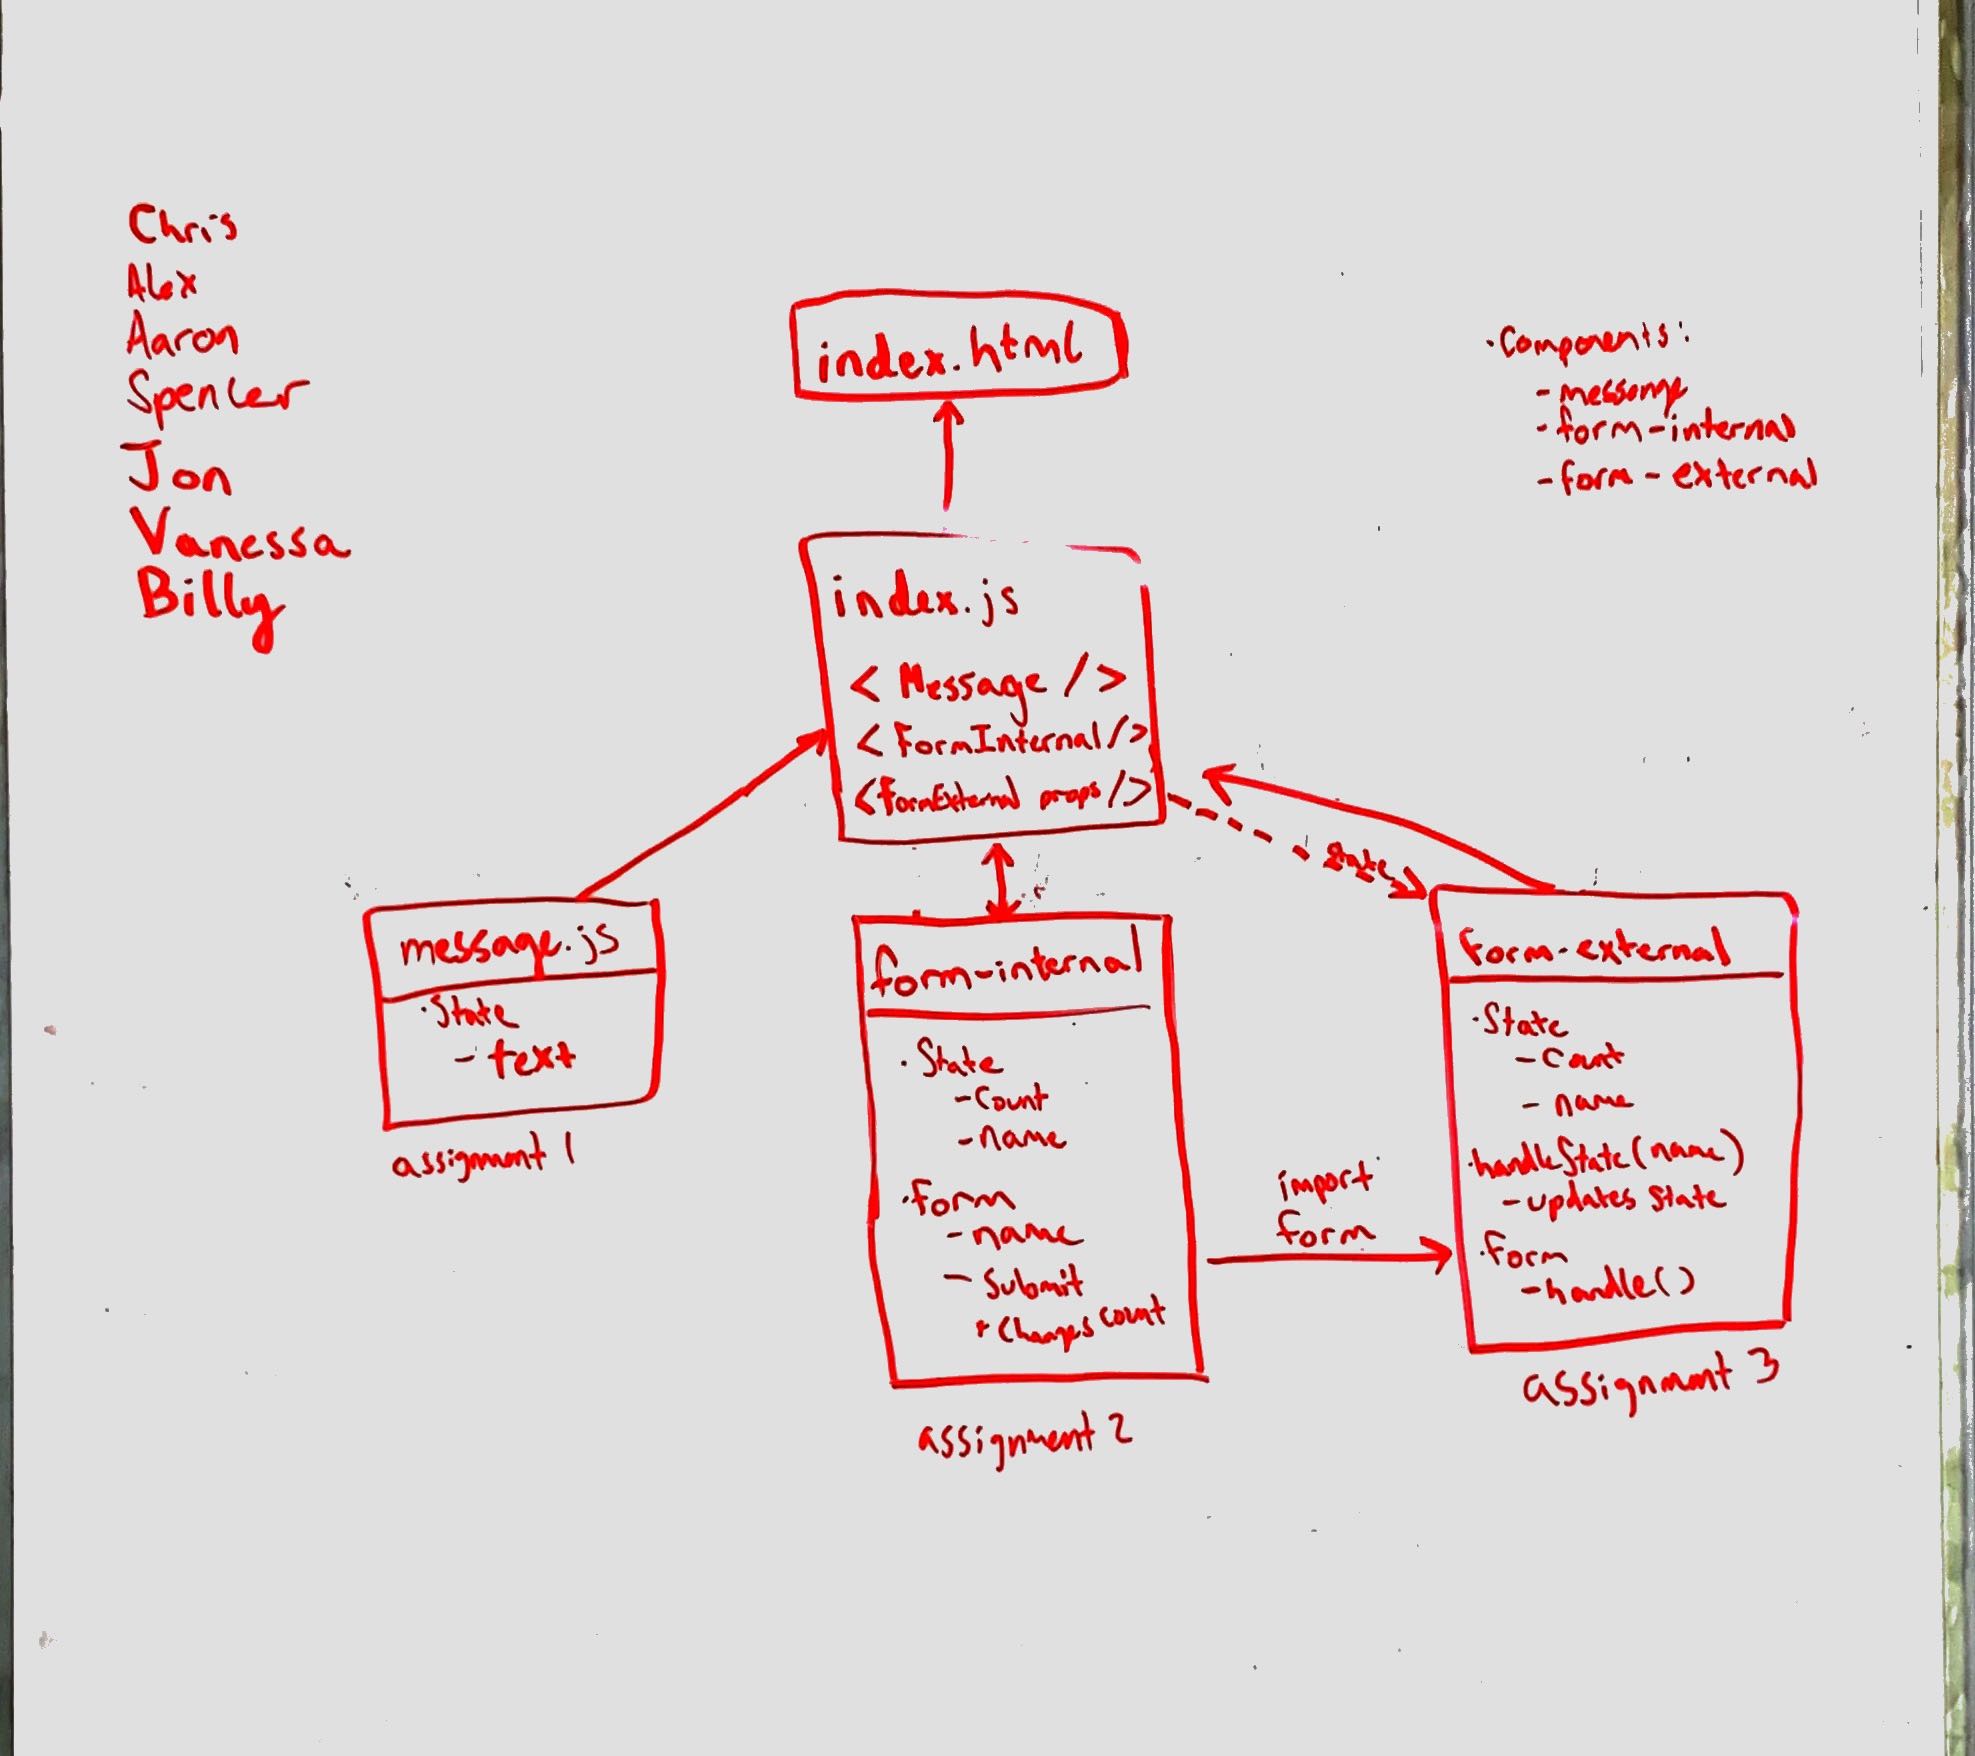 Chris
Alex
Aaron
Spencer
Jon
Vanessa
Billy
index.html
·Components:
- message
- form-internal
- form-external
index.js
< Message />
< FormInternal/>
<FormExternal props/>
state
message.js
·State
- text
assignment 1
form-internal
·State
- Count
- name
·form
- name
- Submit
+ Changes count
assignment 2
import
form
form-external
·State
- Count
- name
·handleState(name)
- updates state
·form
- handle()
assignment 3